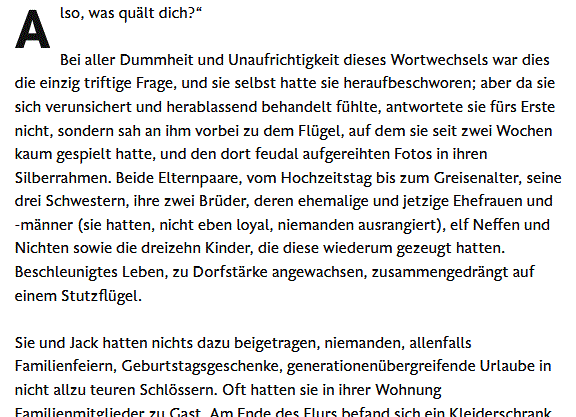 Also, was quält dich?“
Bei aller Dummheit und Unaufrichtigkeit dieses Wortwechsels war dies
die einzig triftige Frage, und sie selbst hatte sie heraufbeschworen; aber da sie
sich verunsichert und herablassend behandelt fühlte, antwortete sie fürs Erste
nicht, sondern sah an ihm vorbei zu dem Flügel, auf dem sie seit zwei Wochen
kaum gespielt hatte, und den dort feudal aufgereihten Fotos in ihren
Silberrahmen. Beide Elternpaare, vom Hochzeitstag bis zum Greisenalter, seine
drei Schwestern, ihre zwei Brüder, deren ehemalige und jetzige Ehefrauen und
-männer (sie hatten, nicht eben loyal, niemanden ausrangiert), elf Neffen und
Nichten sowie die dreizehn Kinder, die diese wiederum gezeugt hatten.
Beschleunigtes Leben, zu Dorfstärke angewachsen, zusammengedrängt auf
einem Stutzflügel.
Sie und Jack hatten nichts dazu beigetragen, niemanden, allenfalls
Familienfeiern, Geburtstagsgeschenke, generationenübergreifende Urlaube in
nicht allzu teuren Schlössern. Oft hatten sie in ihrer Wohnung
Familienmitglieder zu Gast. Am Ende des Flurs befand sich ein Kleiderschrank